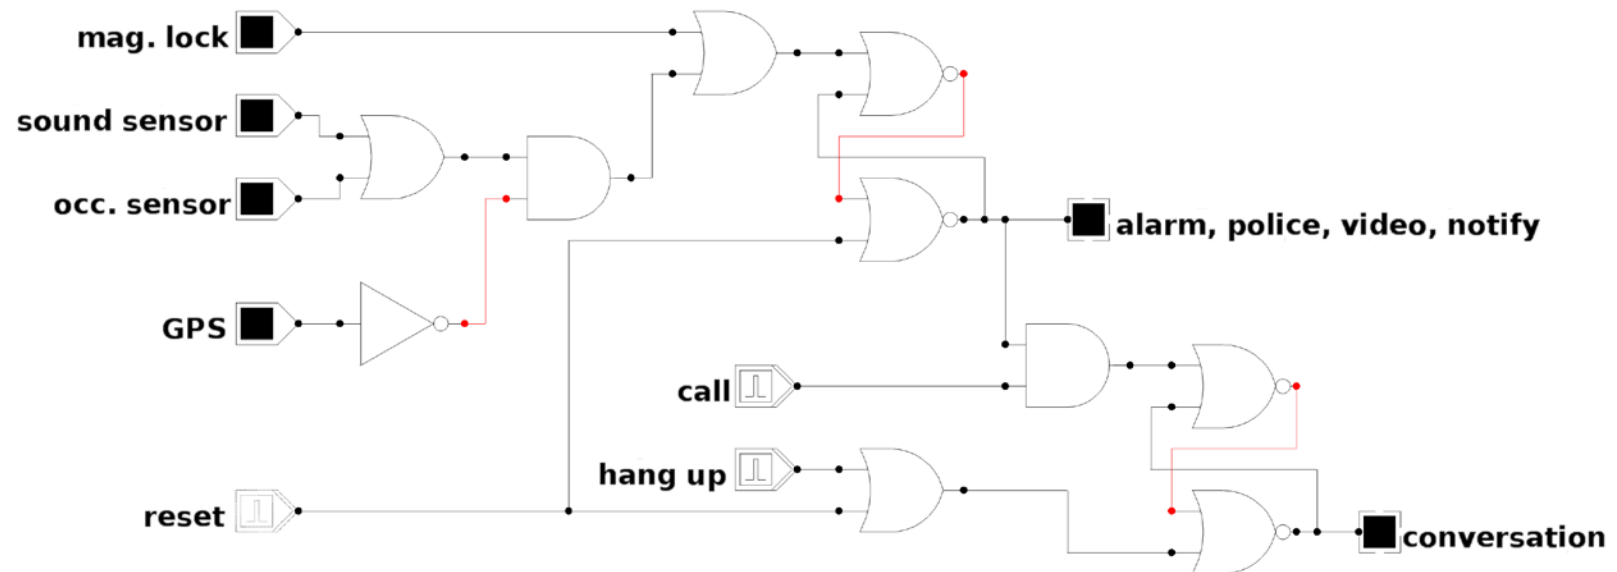 mag. lock
sound sensor
occ. sensor
alarm, police, video, notify
GPS
call
hang up
reset
conversation